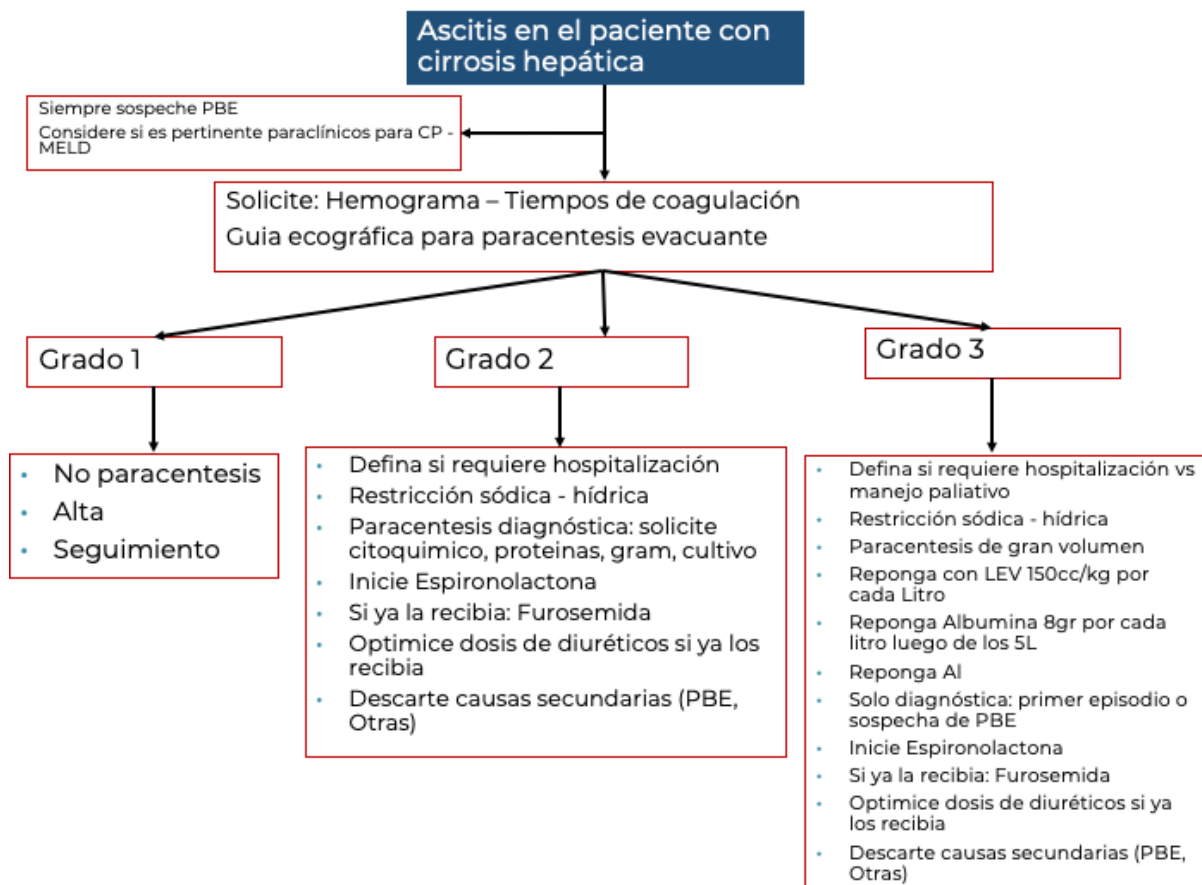 Ascitis en el paciente con
cirrosis hepática
Siempre sospeche PBE
Considere si es pertinente paraclínicos para CP -
MELD
Solicite: Hemograma – Tiempos de coagulación
Guia ecográfica para paracentesis evacuante
Grado 1
• No paracentesis
• Alta
• Seguimiento
Grado 2
• Defina si requiere hospitalización
• Restricción sódica - hídrica
• Paracentesis diagnóstica: solicite
citoquimico, proteinas, gram, cultivo
• Inicie Espironolactona
• Si ya la recibia: Furosemida
• Optimice dosis de diuréticos si ya los
recibia
• Descarte causas secundarias (PBE,
Otras)
Grado 3
• Defina si requiere hospitalización vs
manejo paliativo
• Restricción sódica - hídrica
• Paracentesis de gran volumen
• Reponga con LEV 150cc/kg por
cada Litro
• Reponga Albumina 8gr por cada
litro luego de los 5L
• Reponga Al
• Solo diagnóstica: primer episodio o
sospecha de PBE
• Inicie Espironolactona
• Si ya la recibia: Furosemida
• Optimice dosis de diuréticos si ya
los recibia
• Descarte causas secundarias (PBE,
Otras)